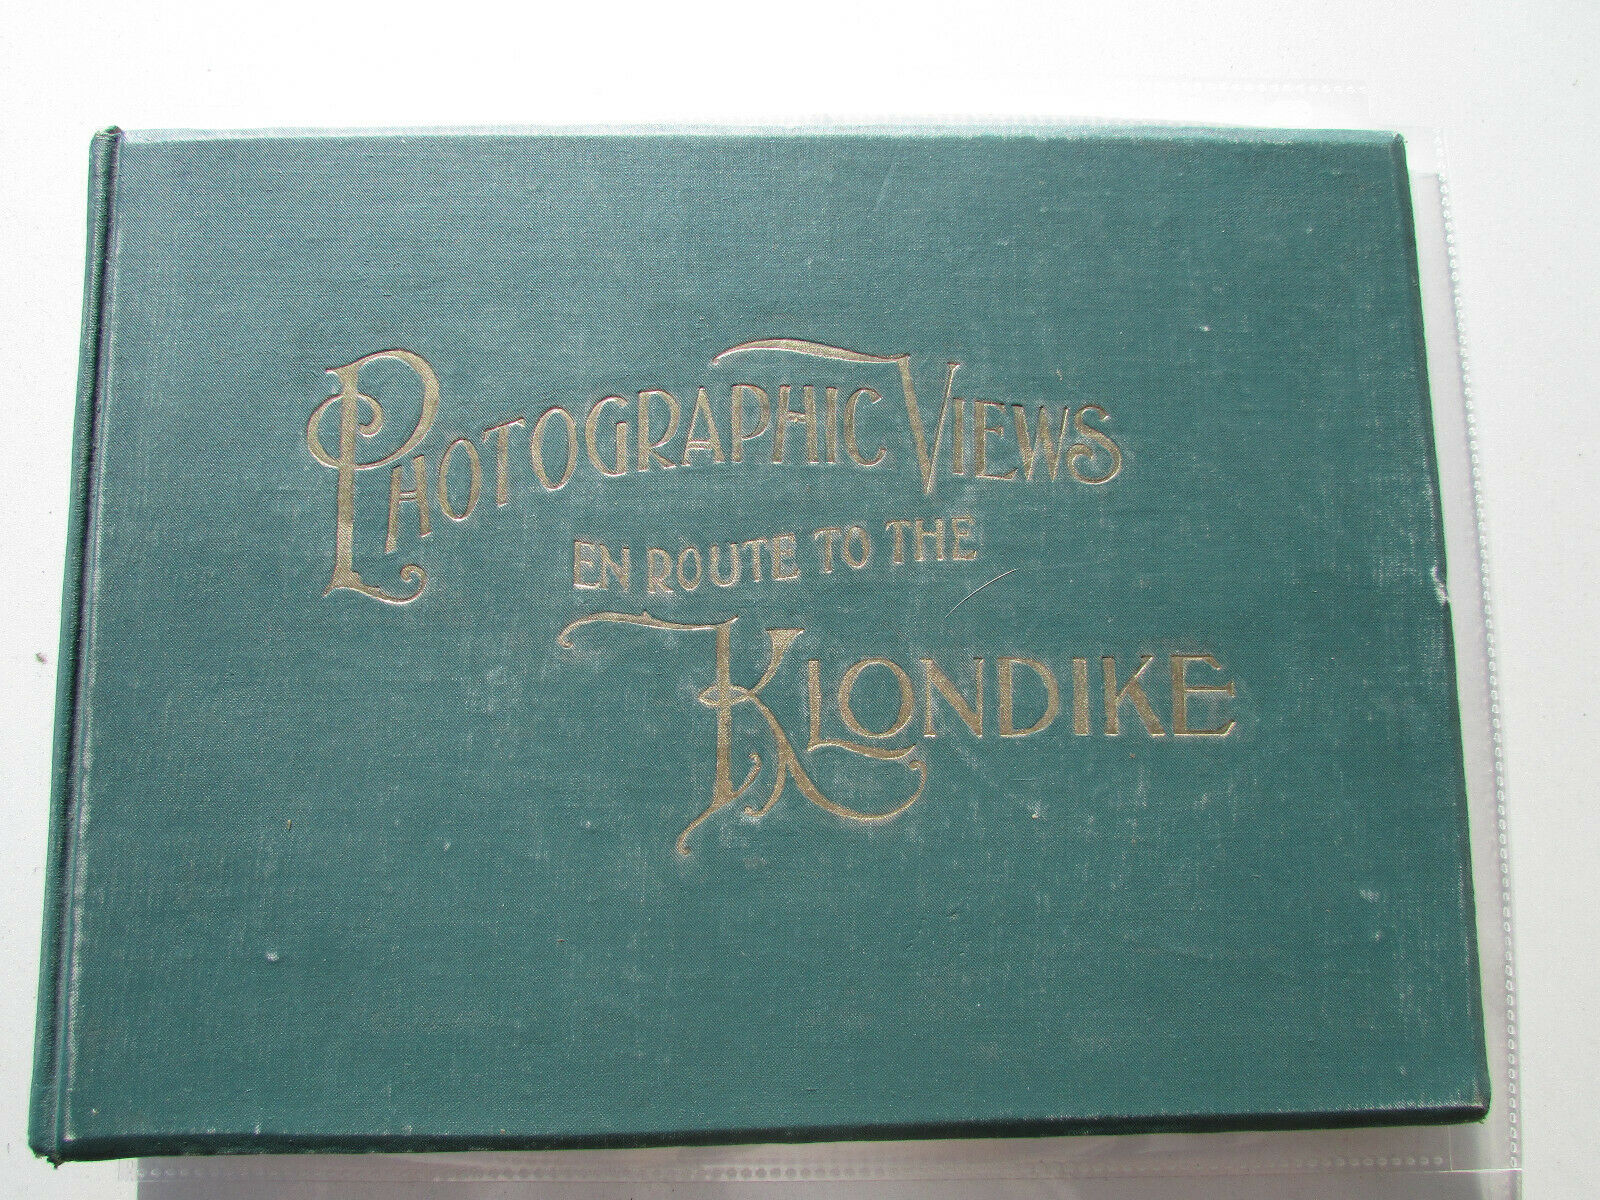 PHOTOGRAPHIC VIEWS
EN ROUTE TO THE
KLONDIKE